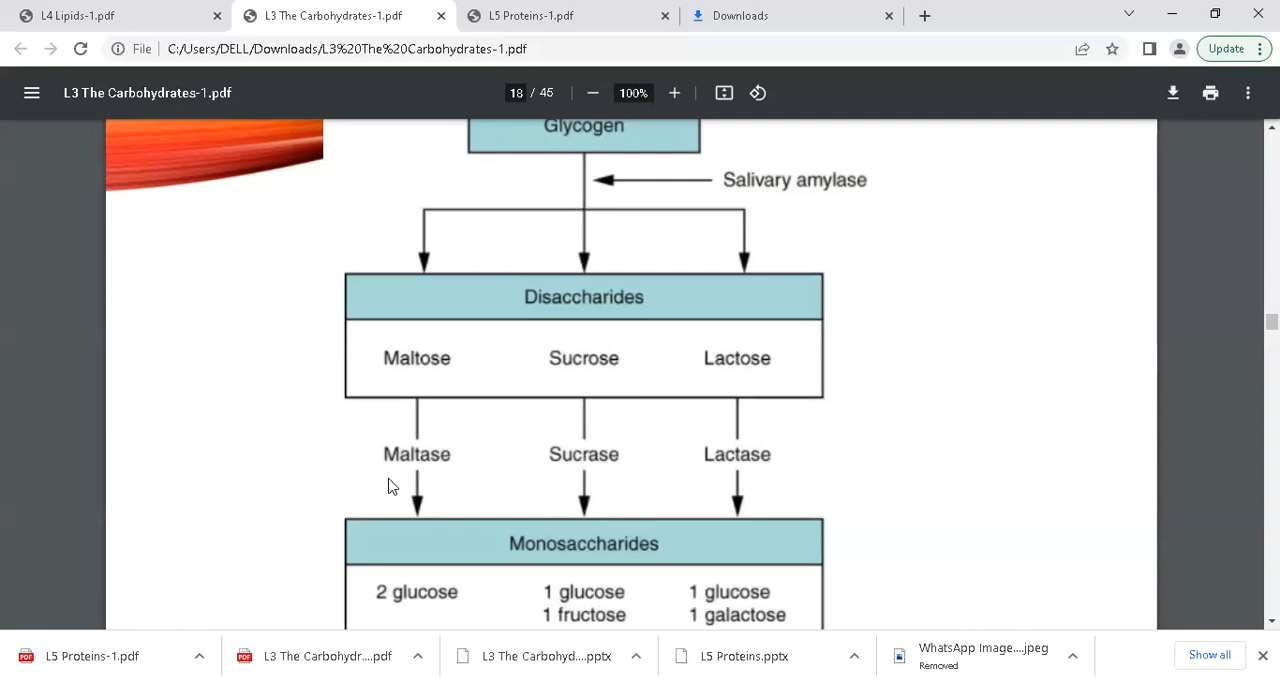 L4 Lipids-1.pdf
L3 The Carbohydrates-1.pdf
L5 Proteins-1.pdf
Downloads
File
C:/Users/DELL/Downloads/L3%20The%20Carbohydrates-1.pdf
Update
L3 The Carbohydrates-1.pdf
18 / 45
100%
Glycogen
Salivary amylase
Disaccharides
Maltose Sucrose Lactose
Maltase Sucrase Lactase
Monosaccharides
2 glucose 1 glucose 1 glucose
1 fructose 1 galactose
L5 Proteins-1.pdf
L3 The Carbohydr....pdf
L3 The Carbohyd....pptx
L5 Proteins.pptx
WhatsApp Image....jpeg
Removed
Show all